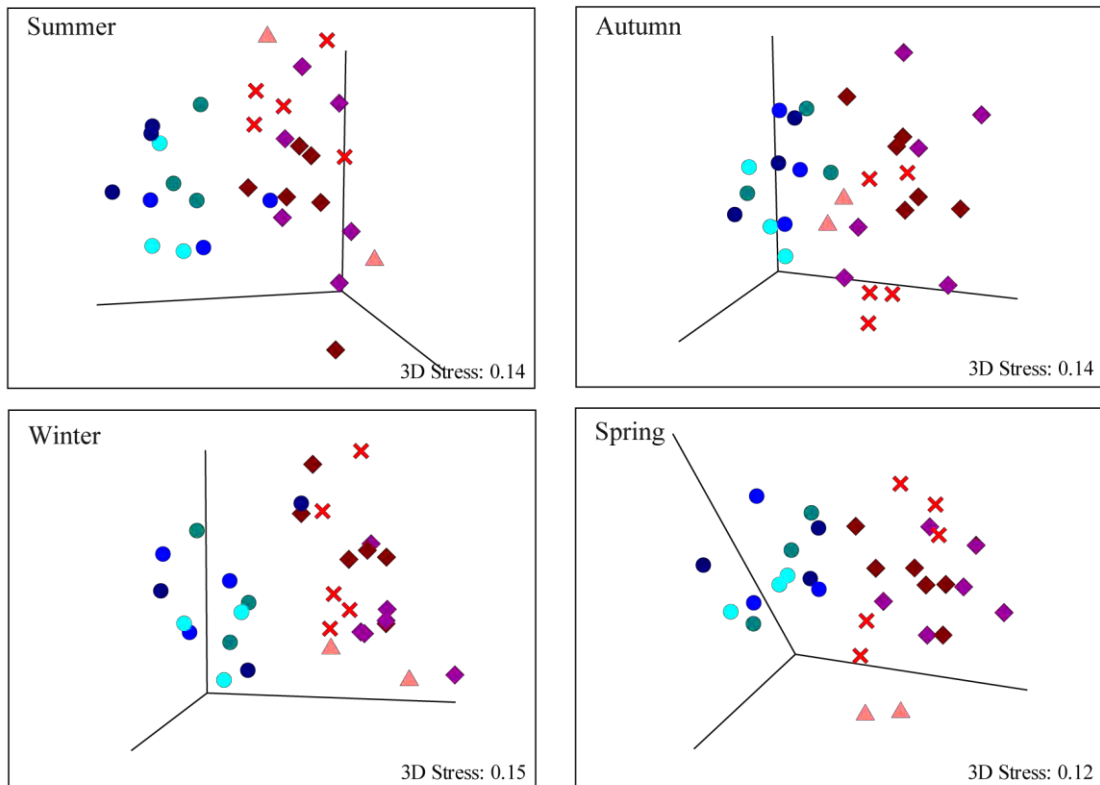 Summer
3D Stress: 0.14
Autumn
3D Stress: 0.14
Winter
3D Stress: 0.15
Spring
3D Stress: 0.12